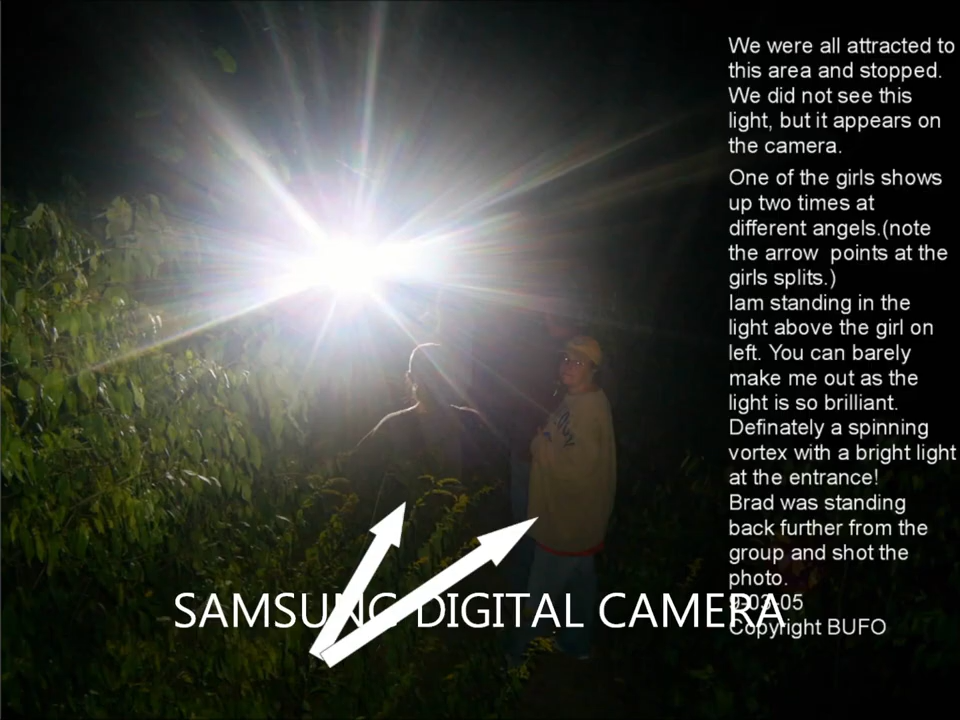 We were all attracted to
this area and stopped.
We did not see this
light, but it appears on
the camera.
One of the girls shows
up two times at
different angels.(note
the arrow points at the
girls splits.)
Iam standing in the
light above the girl on
left. You can barely
make me out as the
light is so brilliant.
Definately a spinning
vortex with a bright light
at the entrance!
Brad was standing
back further from the
group and shot the
photo.
9-03-05
Copyright BUFO
SAMSUNG DIGITAL CAMERA